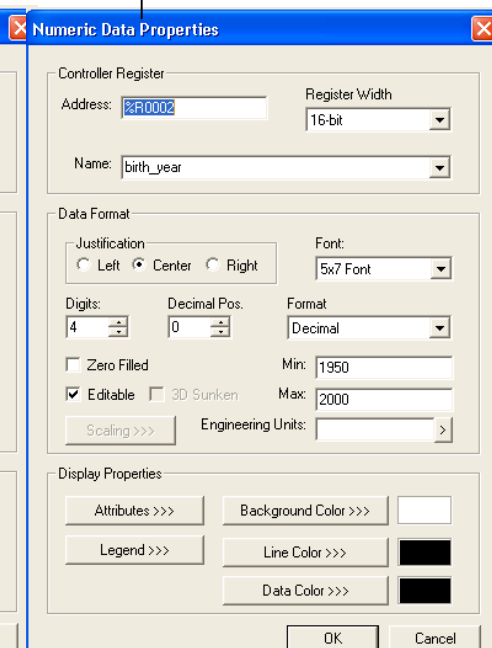 Numeric Data Properties
Controller Register
Address: %R0002
Register Width
16-bit
Name: birth_year
Data Format
Justification
Left Center Right
Font:
5x7 Font
Digits: Decimal Pos. Format
4 0 Decimal
Zero Filled Min: 1950
Editable 3D Sunken Max: 2000
Scaling >>> Engineering Units: >
Display Properties
Attributes >>> Background Color >>>
Legend >>> Line Color >>>
Data Color >>>
OK Cancel